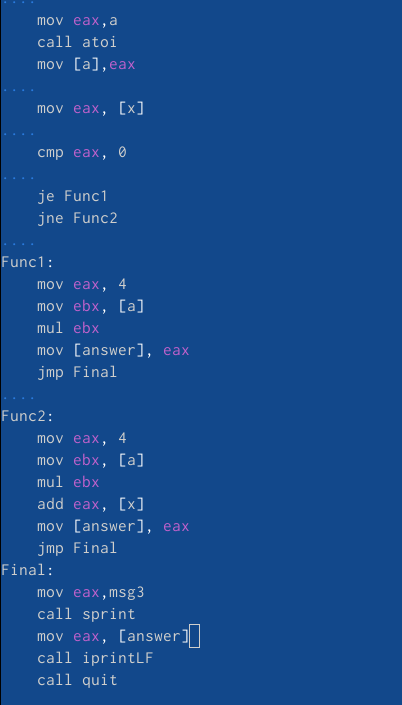 ....
    mov eax,a
    call atoi
    mov [a],eax
....
    mov eax, [x]
....
    cmp eax, 0
....
    je Func1
    jne Func2
....
Func1:
    mov eax, 4
    mov ebx, [a]
    mul ebx
    mov [answer], eax
    jmp Final
....
Func2:
    mov eax, 4
    mov ebx, [a]
    mul ebx
    add eax, [x]
    mov [answer], eax
    jmp Final
Final:
    mov eax,msg3
    call sprint
    mov eax, [answer]
    call iprintLF
    call quit